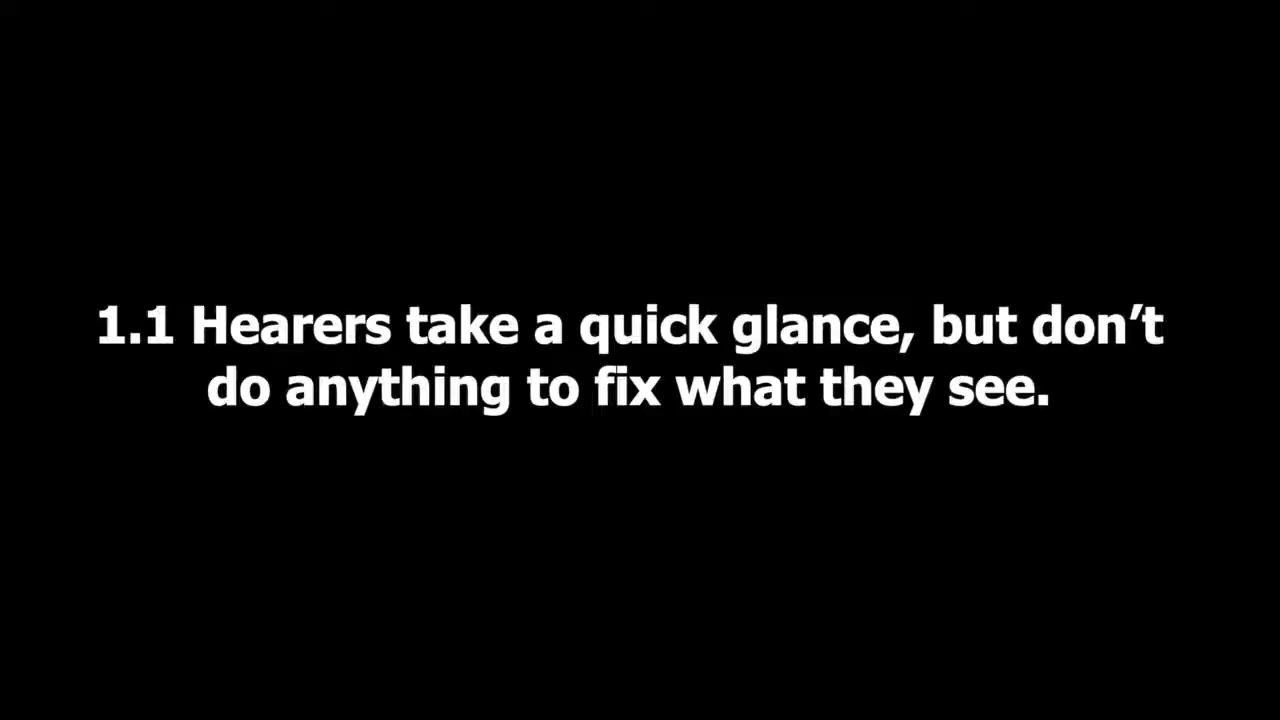 1.1 Hearers take a quick glance, but don’t
do anything to fix what they see.